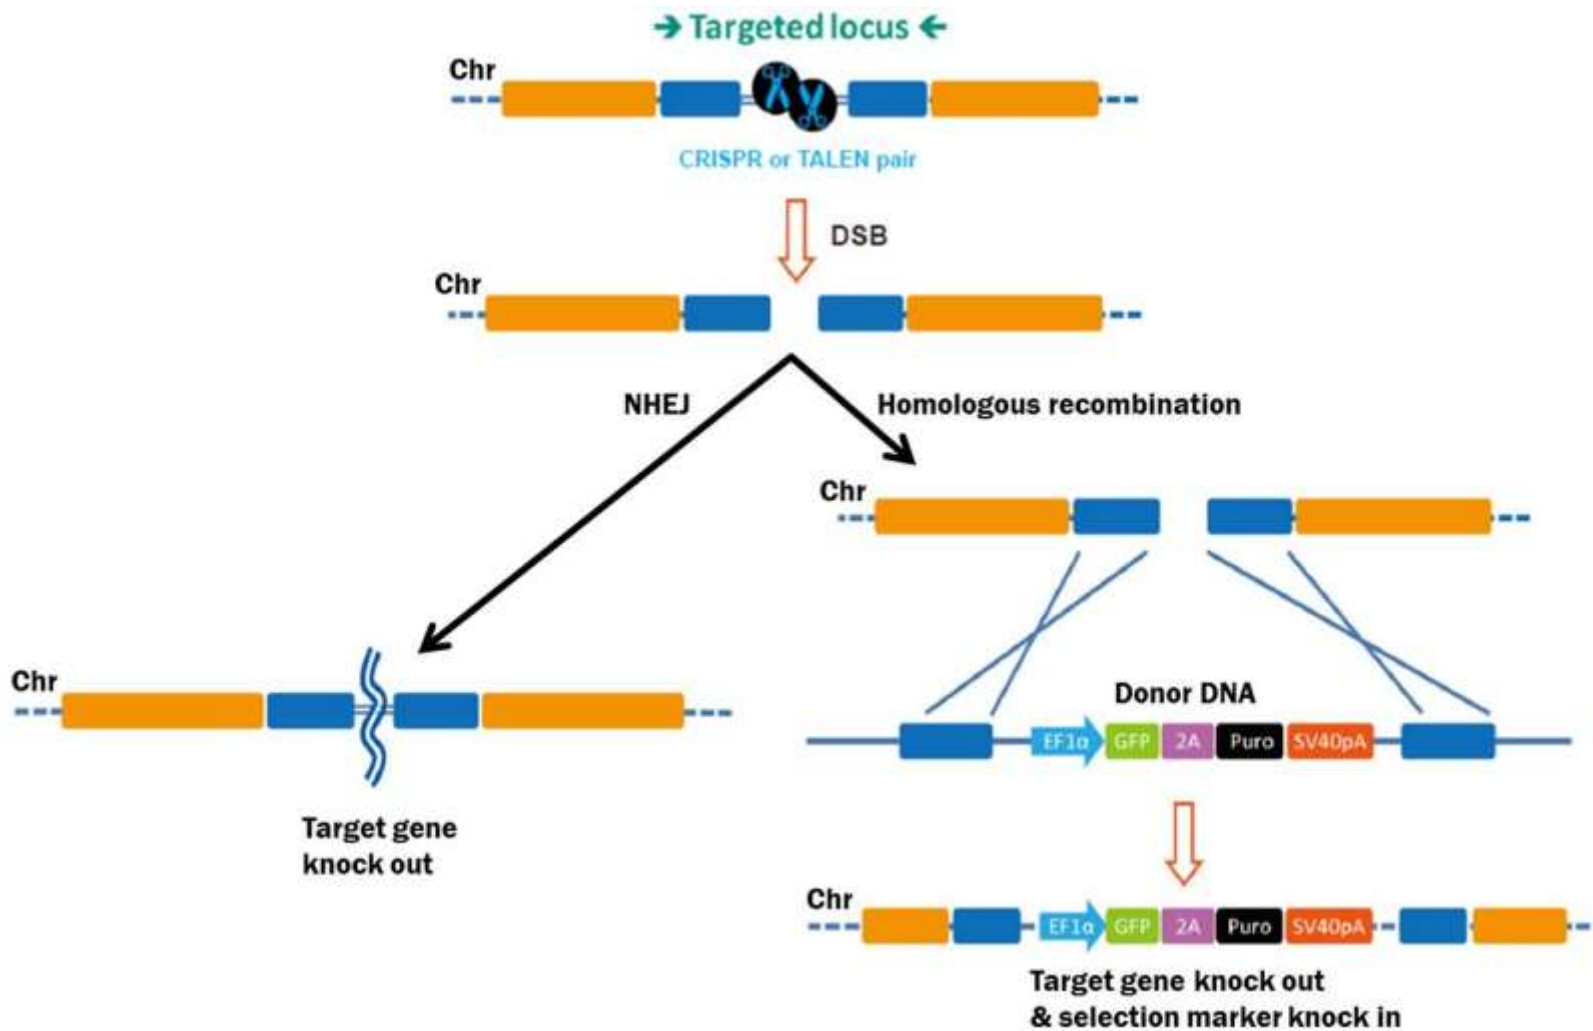 → Targeted locus ←
Chr
CRISPR or TALEN pair
DSB
Chr
NHEJ
Homologous recombination
Chr
Chr
Donor DNA
EF1α GFP 2A Puro SV40pA
Target gene
knock out
Chr
EF1α GFP 2A Puro SV40pA
Target gene knock out
& selection marker knock in